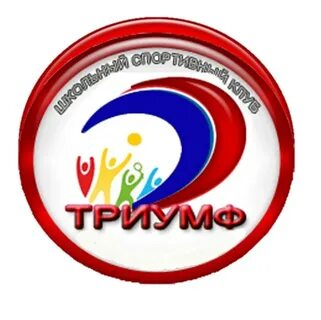 ШКОЛЬНЫЙ СПОРТИВНЫЙ КЛУБ
ТРИУМФ